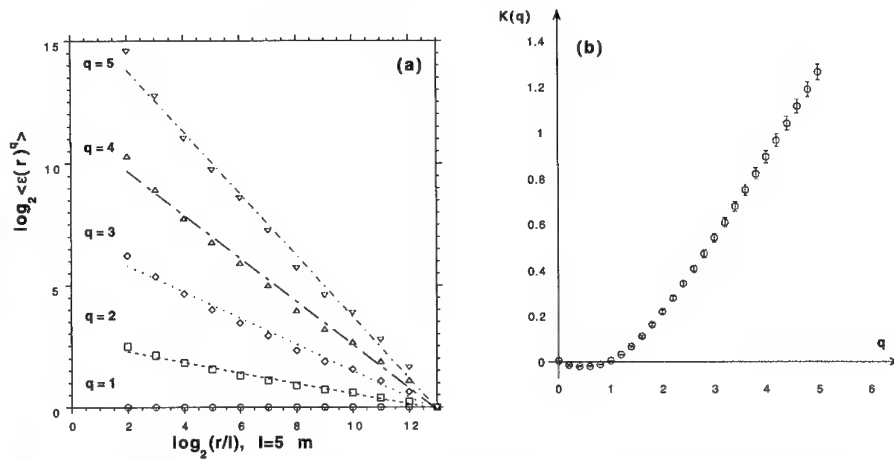 (a)
15
10
5
0
q=5
q=4
q=3
q=2
q=1
log₂<ε(r)^q>
2 4 6 8 10 12
log₂(r/l), l=5 m
(b)
K(q)
1.4
1.2
1
0.8
0.6
0.4
0.2
0
q
0 1 2 3 4 5 6